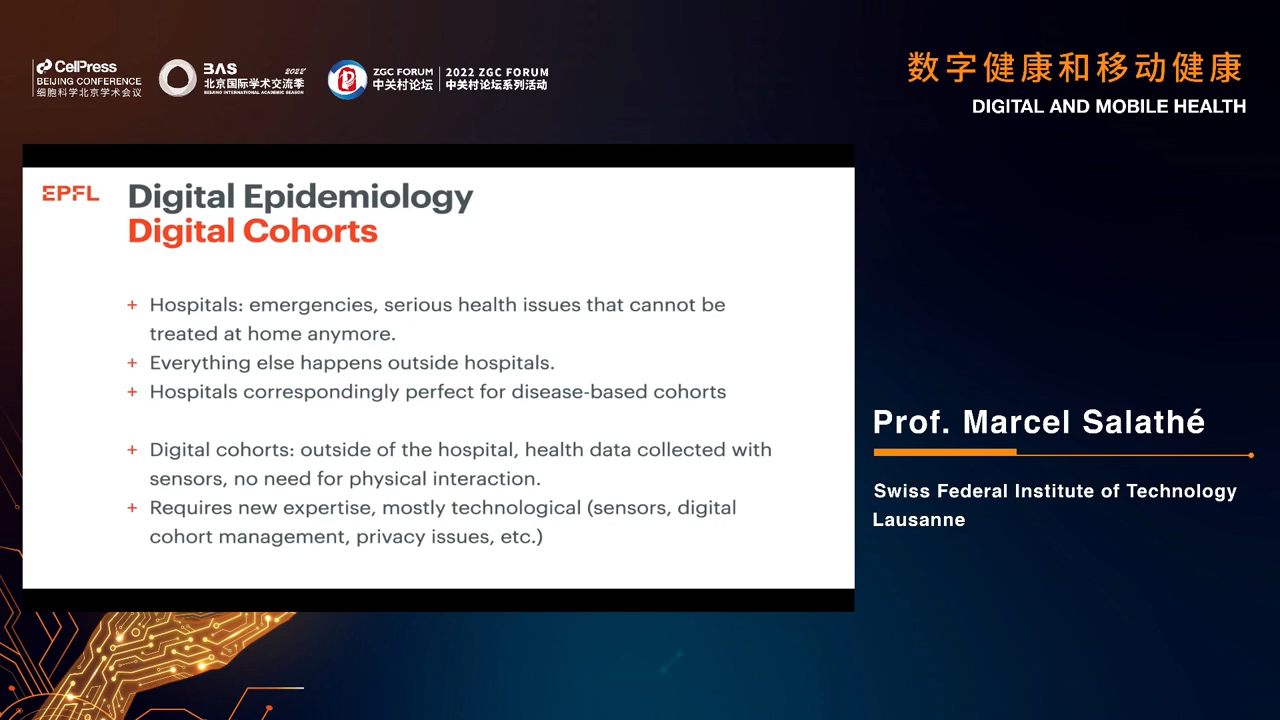 CellPress
BEIJING CONFERENCE
细胞科学北京学术会议
BAS 2022
北京国际学术交流季
BEIJING INTERNATIONAL ACADEMIC SEASON
ZGC FORUM
中关村论坛
2022 ZGC FORUM
中关村论坛系列活动
数字健康和移动健康
DIGITAL AND MOBILE HEALTH
EPFL
Digital Epidemiology
Digital Cohorts
+ Hospitals: emergencies, serious health issues that cannot be
treated at home anymore.
+ Everything else happens outside hospitals.
+ Hospitals correspondingly perfect for disease-based cohorts
+ Digital cohorts: outside of the hospital, health data collected with
sensors, no need for physical interaction.
+ Requires new expertise, mostly technological (sensors, digital
cohort management, privacy issues, etc.)
Prof. Marcel Salathé
Swiss Federal Institute of Technology
Lausanne